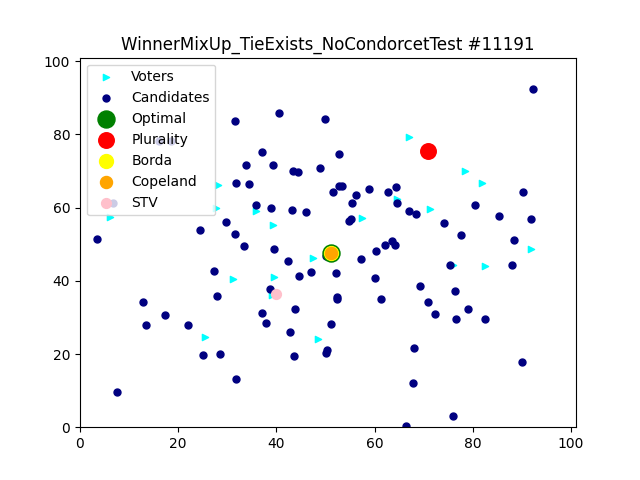 WinnerMixUp_TieExists_NoCondorcetTest #11191
100
80
60
40
20
0
0
20
40
60
80
100
Voters
Candidates
Optimal
Plurality
Borda
Copeland
STV